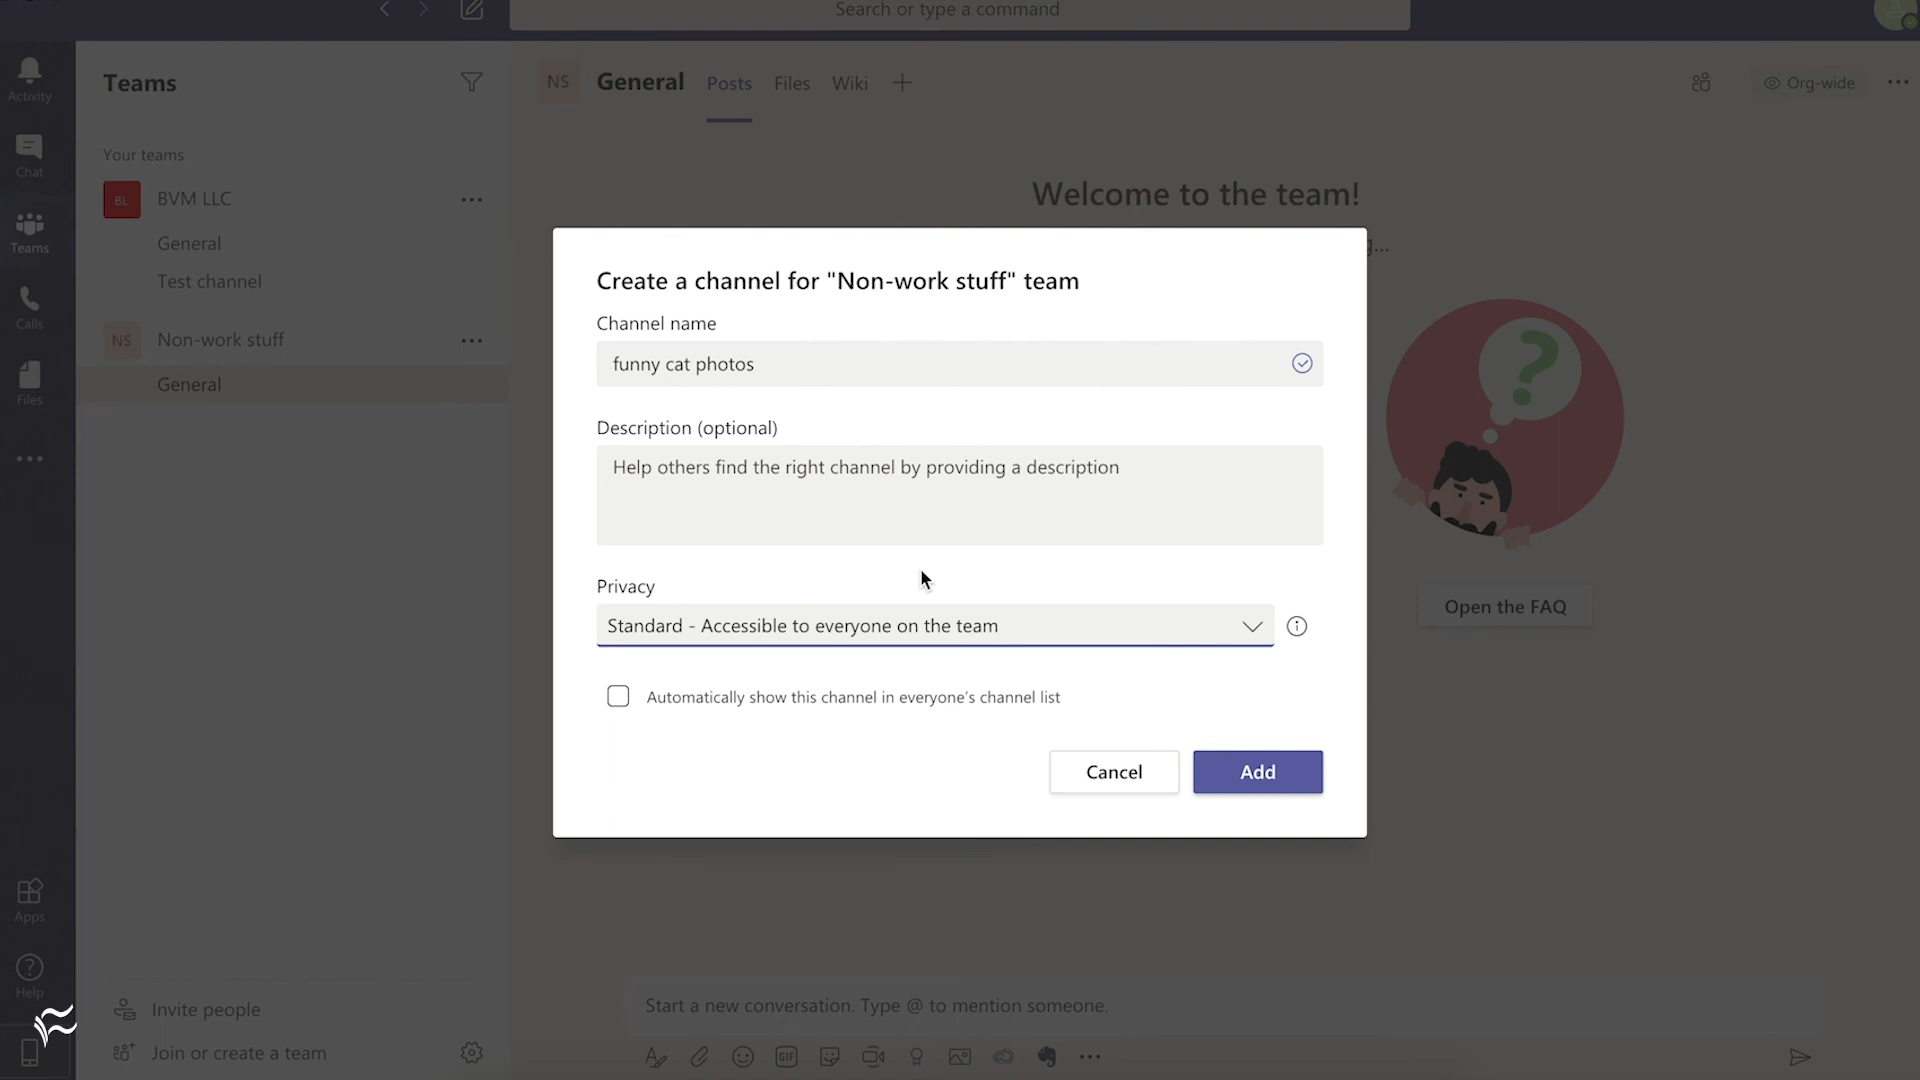 Search or type a command
Activity
Chat
Teams
Calls
Files
Apps
Help
Teams
Your teams
BL
BVM LLC
General
Test channel
NS
Non-work stuff
General
Invite people
Join or create a team
NS
General
Posts
Files
Wiki
Org-wide
Welcome to the team!
Create a channel for "Non-work stuff" team
Channel name
funny cat photos
Description (optional)
Help others find the right channel by providing a description
Privacy
Standard - Accessible to everyone on the team
Automatically show this channel in everyone's channel list
Cancel
Add
Open the FAQ
Start a new conversation. Type @ to mention someone.
GIF